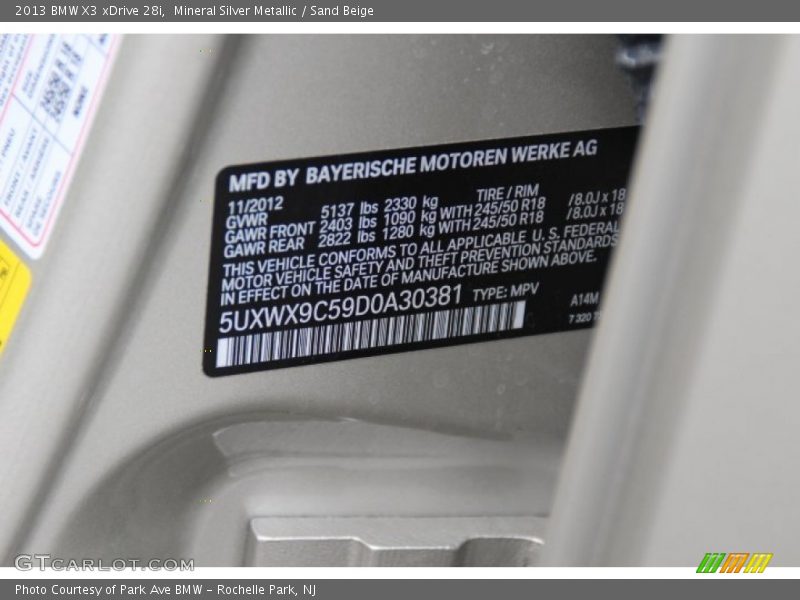 2013 BMW X3 xDrive 28i, Mineral Silver Metallic / Sand Beige
MFD BY BAYERISCHE MOTOREN WERKE AG
11/2012 TIRE / RIM
GVWR 5137 lbs 2330 kg
GAWR FRONT 2403 lbs 1090 kg WITH 245/50 R18 /8.0J x 18
GAWR REAR 2822 lbs 1280 kg WITH 245/50 R18 /8.0J x 18
THIS VEHICLE CONFORMS TO ALL APPLICABLE U. S. FEDERAL
MOTOR VEHICLE SAFETY AND THEFT PREVENTION STANDARDS
IN EFFECT ON THE DATE OF MANUFACTURE SHOWN ABOVE.
5UXWX9C59D0A30381 TYPE: MPV A14M
7 320
GTCARLOT.COM
Photo Courtesy of Park Ave BMW - Rochelle Park, NJ